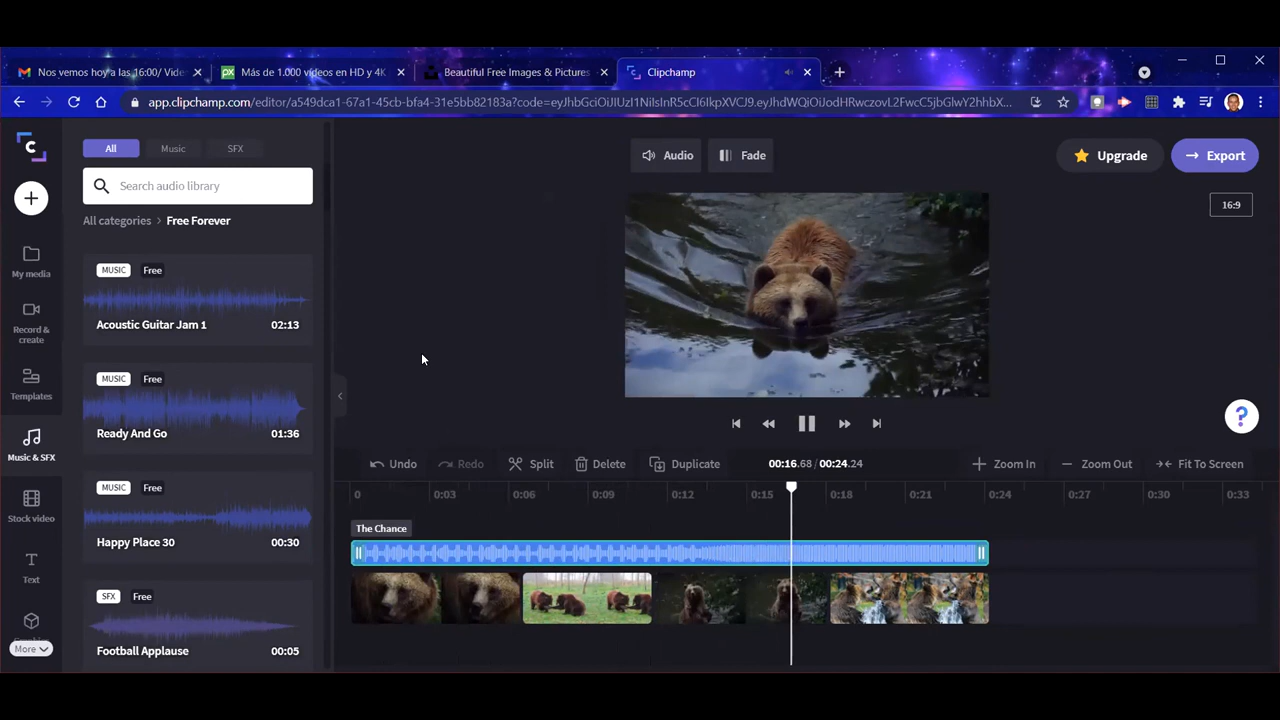 Nos vemos hoy a las 16:00/ Vide
Más de 1.000 vídeos en HD y 4K
Beautiful Free Images & Pictures
Clipchamp
app.clipchamp.com/editor/a549dca1-67a1-45cb-bfa4-31e5bb82183a?code=eyJhbGciOiJIUzI1NiIsInR5cCI6IkpXVCJ9.eyJhdWQiOiJodHRwczovL2FwcC5jbGlwY2hhbX...
All
Music
SFX
Search audio library
All categories > Free Forever
MUSIC Free
Acoustic Guitar Jam 1 02:13
MUSIC Free
Ready And Go 01:36
MUSIC Free
Happy Place 30 00:30
SFX Free
Football Applause 00:05
My media
Record &
create
Templates
Music & SFX
Stock video
Text
More
Audio
Fade
Upgrade
Export
16:9
Undo
Redo
Split
Delete
Duplicate
00:16.68 / 00:24.24
Zoom In
Zoom Out
Fit To Screen
0 0:03 0:06 0:09 0:12 0:15 0:18 0:21 0:24 0:27 0:30 0:33
The Chance